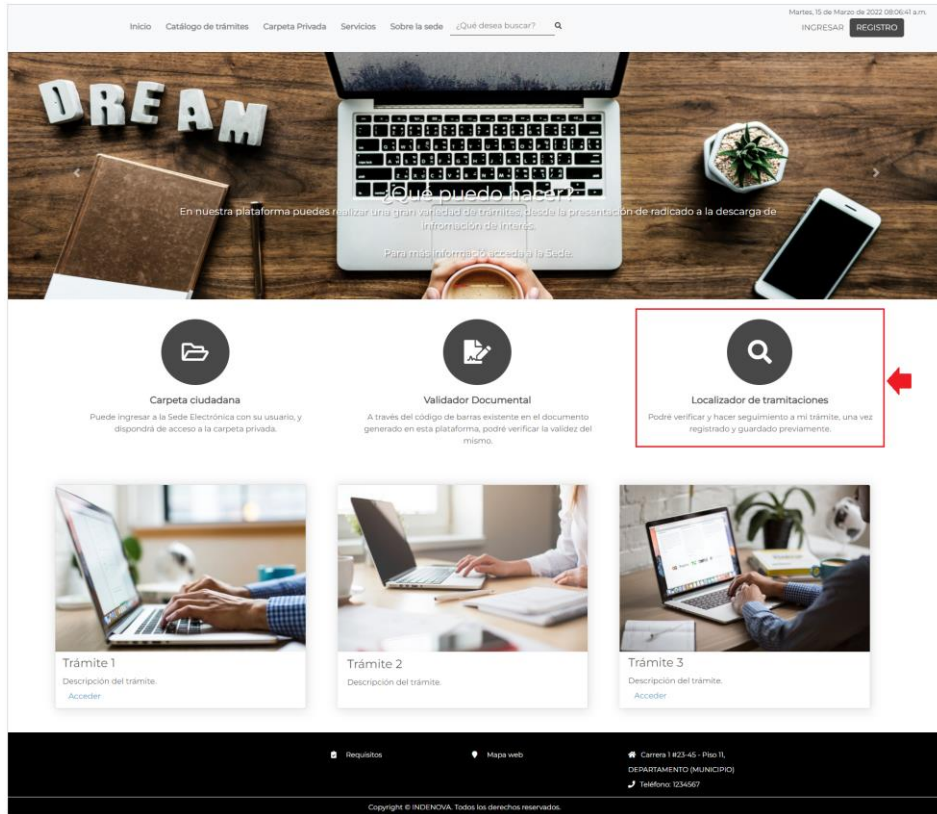 Martes, 15 de Marzo de 2022 08:06:41 a.m.
Inicio Catálogo de trámites Carpeta Privada Servicios Sobre la sede ¿Qué desea buscar? INGRESAR REGISTRO
DREAM
¿Qué puedo hacer?
En nuestra plataforma puedes realizar una gran variedad de trámites, desde la presentación de radicado a la descarga de
infromación de interés.
Para más informació acceda a la Sede.
Carpeta ciudadana
Puede ingresar a la Sede Electrónica con su usuario, y
dispondrá de acceso a la carpeta privada.
Validador Documental
A través del código de barras existente en el documento
generado en esta plataforma, podré verificar la validez del
mismo.
Localizador de tramitaciones
Podré verificar y hacer seguimiento a mi trámite, una vez
registrado y guardado previamente.
Trámite 1
Descripción del trámite.
Acceder
Trámite 2
Descripción del trámite.
Trámite 3
Descripción del trámite.
Acceder
Requisitos
Mapa web
Carrera 1 #23-45 - Piso 11,
DEPARTAMENTO (MUNICIPIO)
Teléfono: 1234567
Copyright © INDENOVA. Todos los derechos reservados.